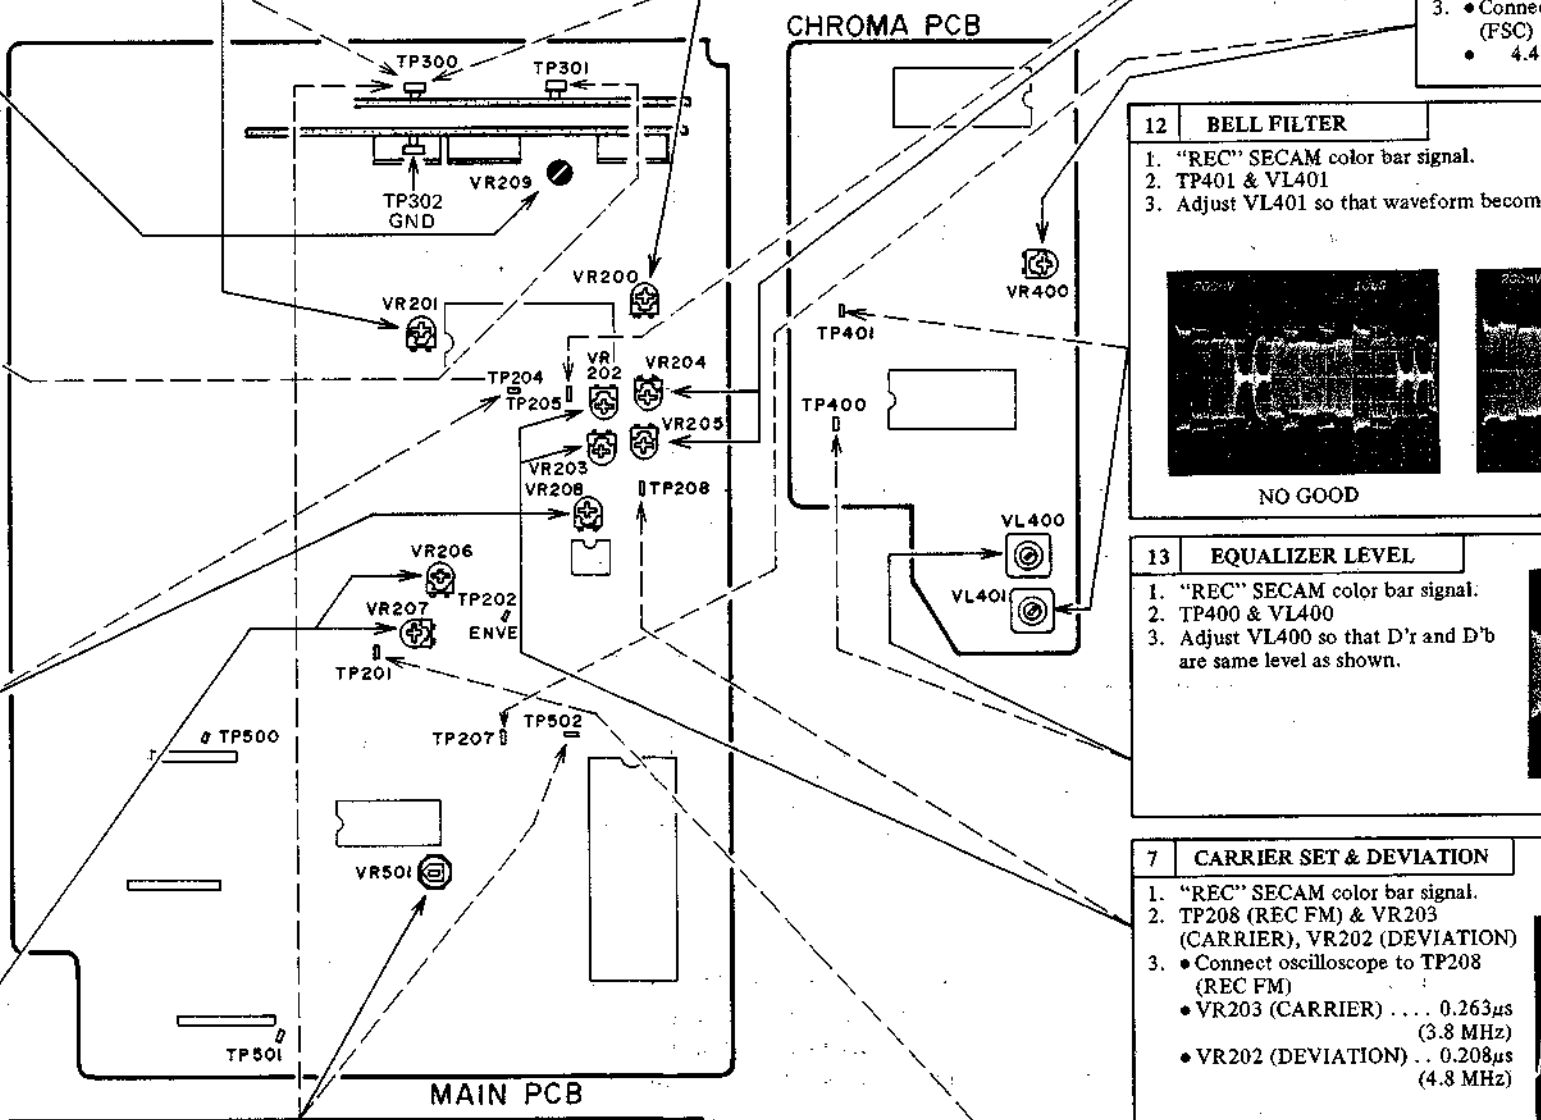 CHROMA PCB
3. • Connec
(FSC)
• 4.4
TP300
TP301
VR209
TP302
GND
VR200
VR201
VR400
TP401
VR
202
VR204
TP204
TP205
VR205
TP400
VR203
VR208
TP208
VL400
VR206
VL401
TP202
ENVE
VR207
TP201
TP500
TP207
TP502
VR501
TP501
MAIN PCB
12 BELL FILTER
1. “REC” SECAM color bar signal.
2. TP401 & VL401
3. Adjust VL401 so that waveform becom
200mV 10us
200mV
NO GOOD
13 EQUALIZER LEVEL
1. “REC” SECAM color bar signal.
2. TP400 & VL400
3. Adjust VL400 so that D'r and D'b
are same level as shown.
7 CARRIER SET & DEVIATION
1. “REC” SECAM color bar signal.
2. TP208 (REC FM) & VR203
(CARRIER), VR202 (DEVIATION)
3. • Connect oscilloscope to TP208
(REC FM)
• VR203 (CARRIER) .... 0.263μs
(3.8 MHz)
• VR202 (DEVIATION) .. 0.208μs
(4.8 MHz)